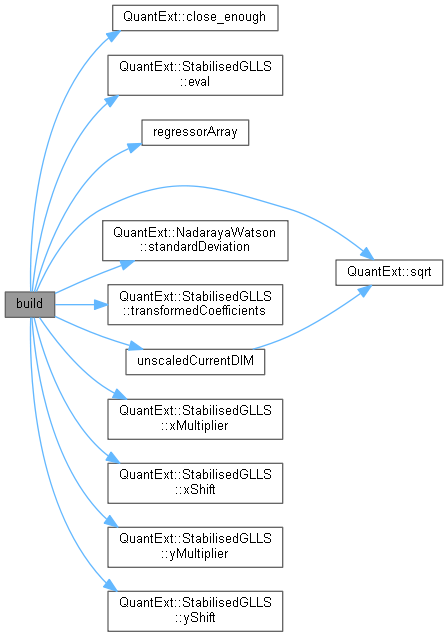 QuantExt::close_enough
QuantExt::StabilisedGLLS
::eval
regressorArray
QuantExt::NadarayaWatson
::standardDeviation
QuantExt::sqrt
build
QuantExt::StabilisedGLLS
::transformedCoefficients
unscaledCurrentDIM
QuantExt::StabilisedGLLS
::xMultiplier
QuantExt::StabilisedGLLS
::xShift
QuantExt::StabilisedGLLS
::yMultiplier
QuantExt::StabilisedGLLS
::yShift